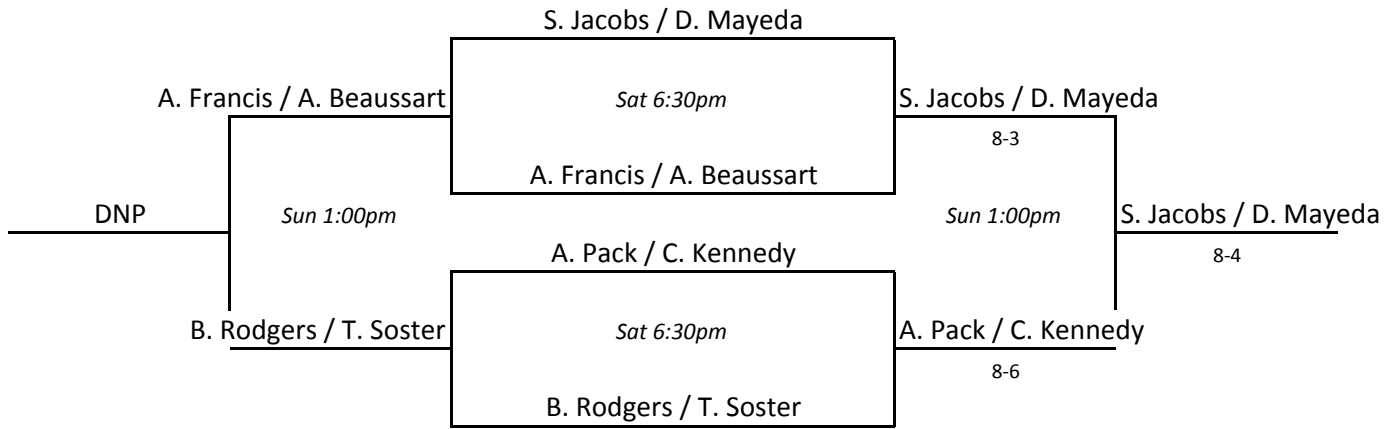 S. Jacobs / D. Mayeda
A. Francis / A. Beaussart
Sat 6:30pm
S. Jacobs / D. Mayeda
8-3
A. Francis / A. Beaussart
DNP
Sun 1:00pm
Sun 1:00pm
S. Jacobs / D. Mayeda
A. Pack / C. Kennedy
8-4
B. Rodgers / T. Soster
Sat 6:30pm
A. Pack / C. Kennedy
8-6
B. Rodgers / T. Soster